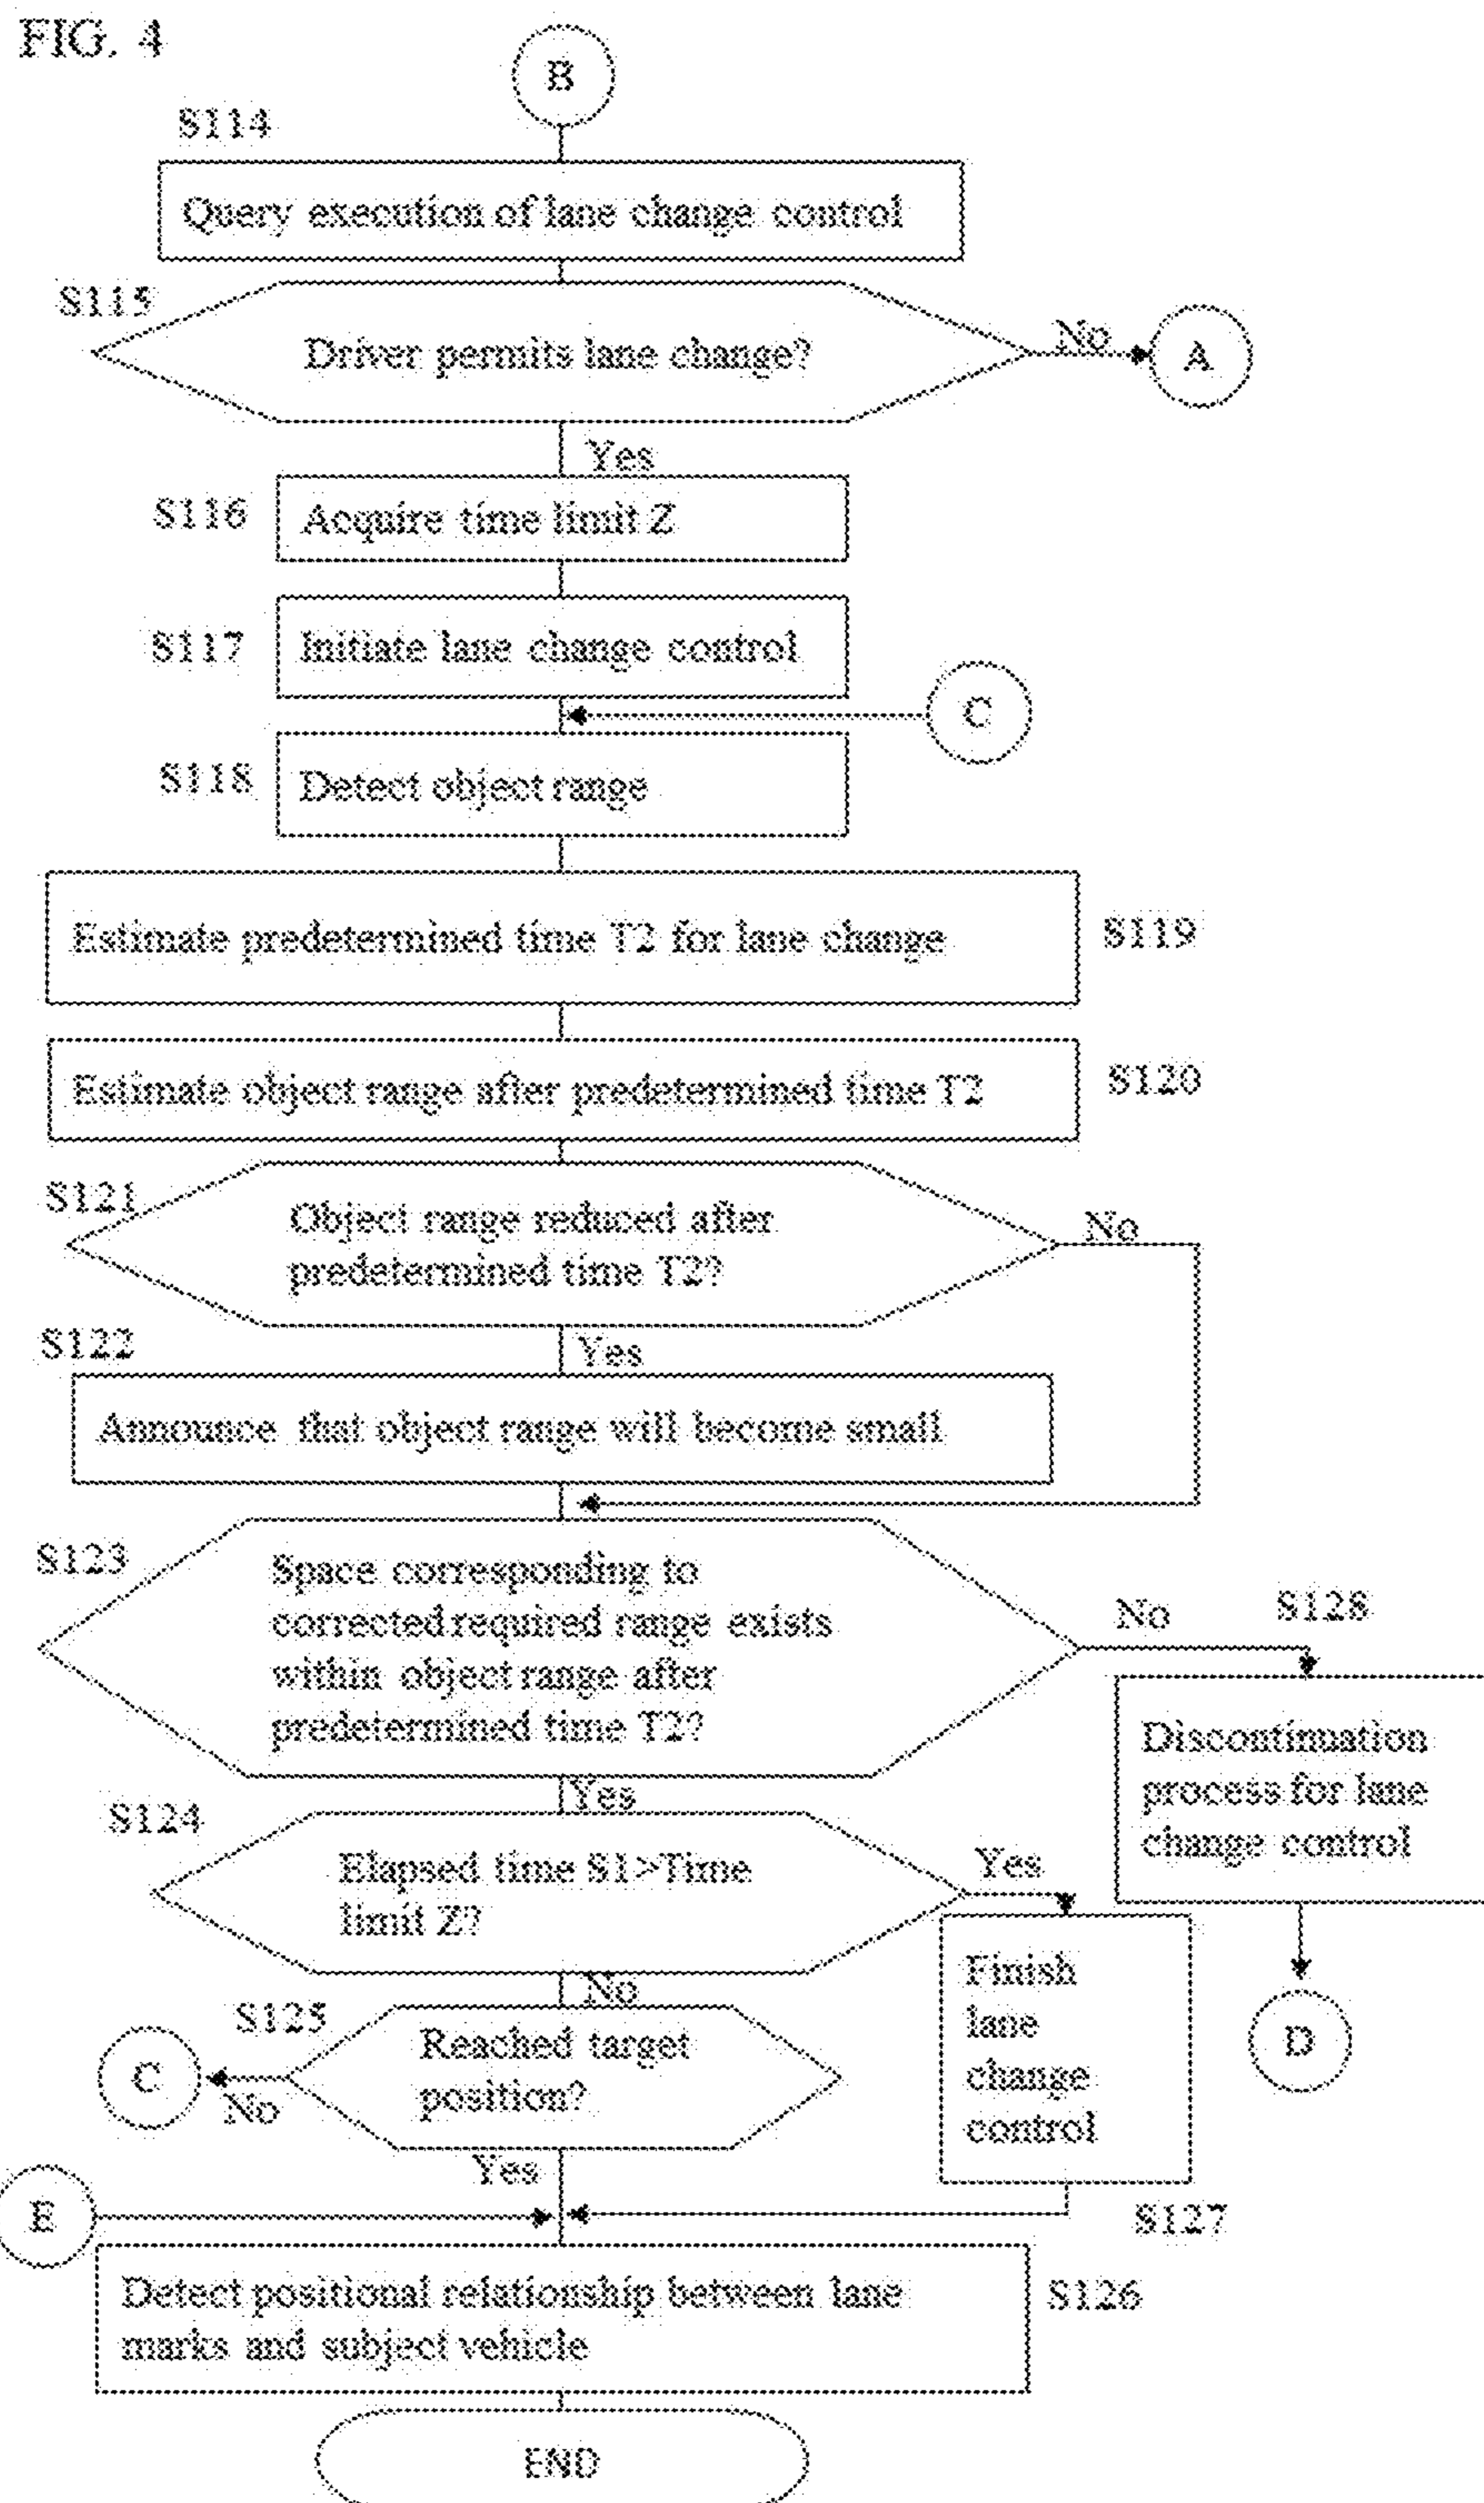 FIG. 4
B
S114
Query execution of lane change control
S115
Driver permits lane change?
No
A
Yes
S116
Acquire time limit Z
S117
Initiate lane change control
C
S118
Detect object range
Estimate predetermined time T2 for lane change
S119
Estimate object range after predetermined time T2
S120
S121
Object range reduced after
predetermined time T2?
No
S122
Yes
Announce that object range will become small
S123
Space corresponding to
corrected required range exists
within object range after
predetermined time T2?
No
S128
Discontinuation
process for lane
change control
Yes
S124
Elapsed time S1>Time
limit Z?
Yes
Finish
lane
change
control
D
No
S125
Reached target
position?
C
No
Yes
E
S127
Detect positional relationship between lane
marks and subject vehicle
S126
END